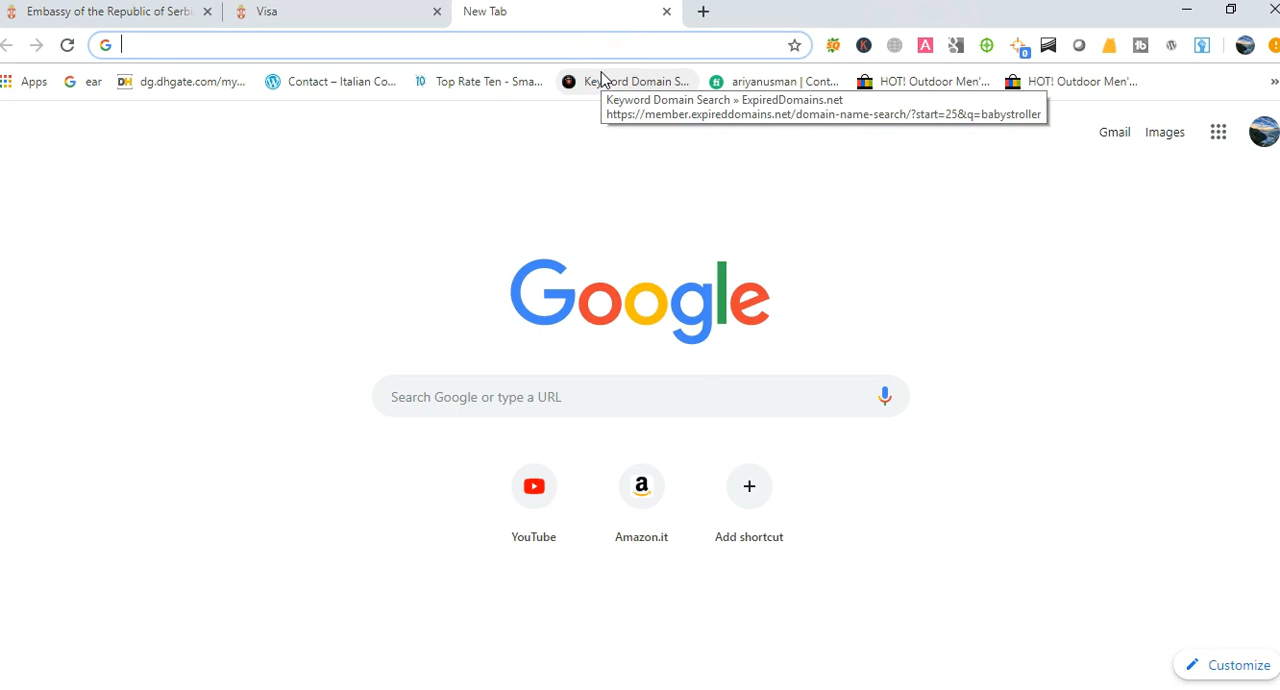 Embassy of the Republic of Serbi
Visa
New Tab
Apps
ear
dg.dhgate.com/my...
Contact – Italian Co...
Top Rate Ten - Sma...
Keyword Domain S...
ariyanusman | Cont...
HOT! Outdoor Men'...
HOT! Outdoor Men'...
Keyword Domain Search » ExpiredDomains.net
https://member.expireddomains.net/domain-name-search/?start=25&q=babystroller
Gmail
Images
Google
Search Google or type a URL
YouTube
Amazon.it
Add shortcut
Customize